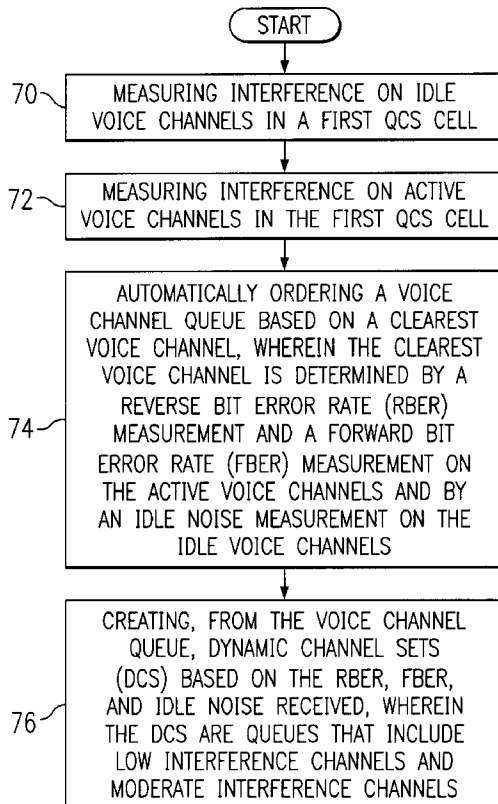 START
70
MEASURING INTERFERENCE ON IDLE
VOICE CHANNELS IN A FIRST QCS CELL
72
MEASURING INTERFERENCE ON ACTIVE
VOICE CHANNELS IN THE FIRST QCS CELL
74
AUTOMATICALLY ORDERING A VOICE
CHANNEL QUEUE BASED ON A CLEAREST
VOICE CHANNEL, WHEREIN THE CLEAREST
VOICE CHANNEL IS DETERMINED BY A
REVERSE BIT ERROR RATE (RBER)
MEASUREMENT AND A FORWARD BIT
ERROR RATE (FBER) MEASUREMENT ON
THE ACTIVE VOICE CHANNELS AND BY
AN IDLE NOISE MEASUREMENT ON THE
IDLE VOICE CHANNELS
76
CREATING, FROM THE VOICE CHANNEL
QUEUE, DYNAMIC CHANNEL SETS
(DCS) BASED ON THE RBER, FBER,
AND IDLE NOISE RECEIVED, WHEREIN
THE DCS ARE QUEUES THAT INCLUDE
LOW INTERFERENCE CHANNELS AND
MODERATE INTERFERENCE CHANNELS